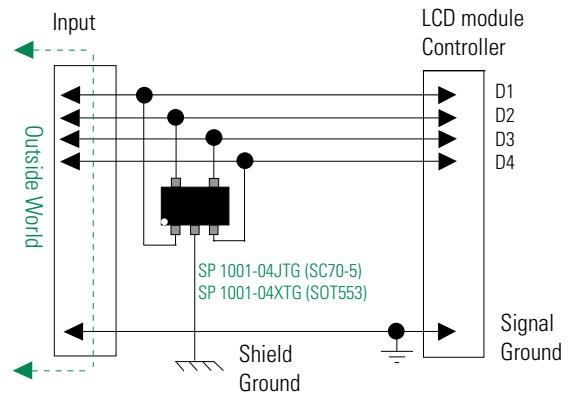 Input
LCD module
Controller
D1
D2
D3
D4
Outside World
SP 1001-04JTG (SC70-5)
SP 1001-04XTG (SOT553)
Shield
Ground
Signal
Ground